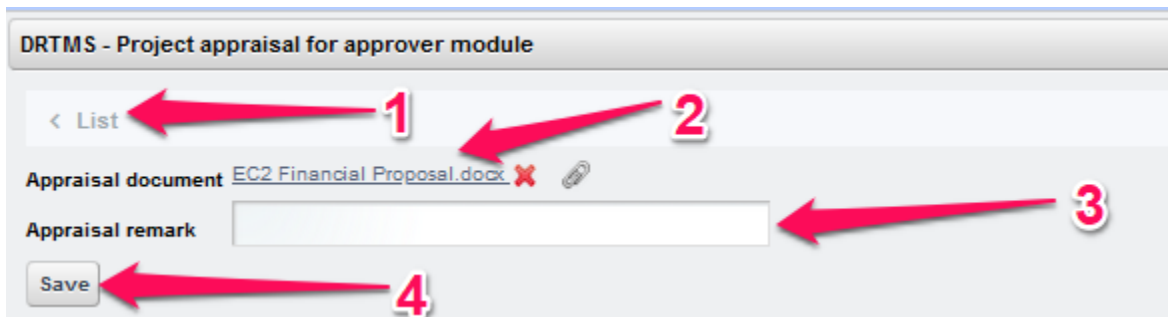 DRTMS - Project appraisal for approver module
< List
1
2
Appraisal document EC2 Financial Proposal.docx
Appraisal remark
3
Save
4